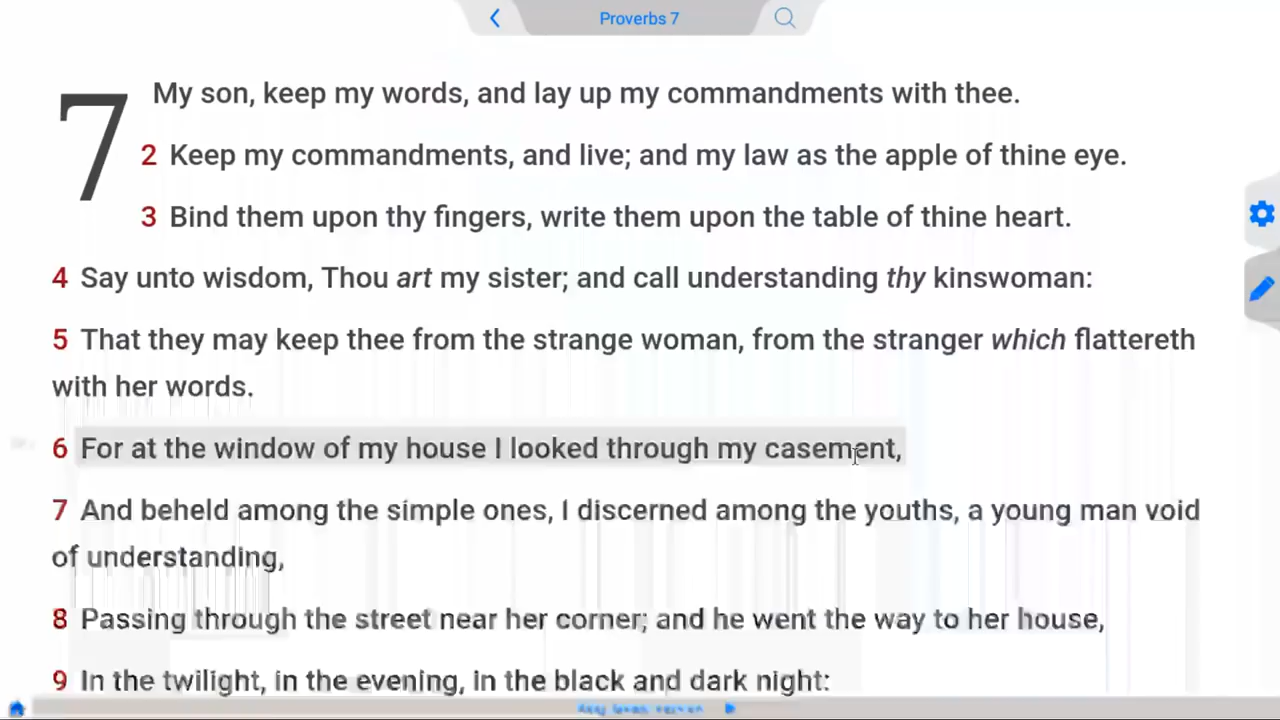 Proverbs 7
7 My son, keep my words, and lay up my commandments with thee.
2 Keep my commandments, and live; and my law as the apple of thine eye.
3 Bind them upon thy fingers, write them upon the table of thine heart.
4 Say unto wisdom, Thou art my sister; and call understanding thy kinswoman:
5 That they may keep thee from the strange woman, from the stranger which flattereth
with her words.
6 For at the window of my house I looked through my casement,
7 And beheld among the simple ones, I discerned among the youths, a young man void
of understanding,
8 Passing through the street near her corner; and he went the way to her house,
9 In the twilight, in the evening, in the black and dark night: